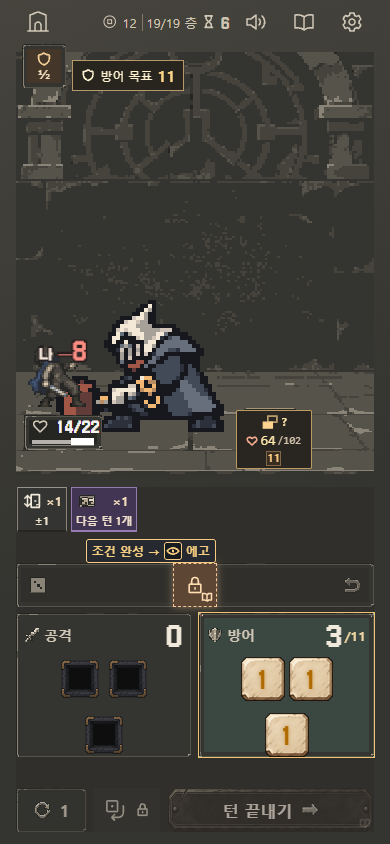 12 19/19 층 6
½
방어 목표 11
나 -8
14/22
?
64/102
11
×1
±1
×1
다음 턴 1개
조건 완성 → 예고
공격 0
방어 3/11
1 1
1
1
턴 끝내기 →